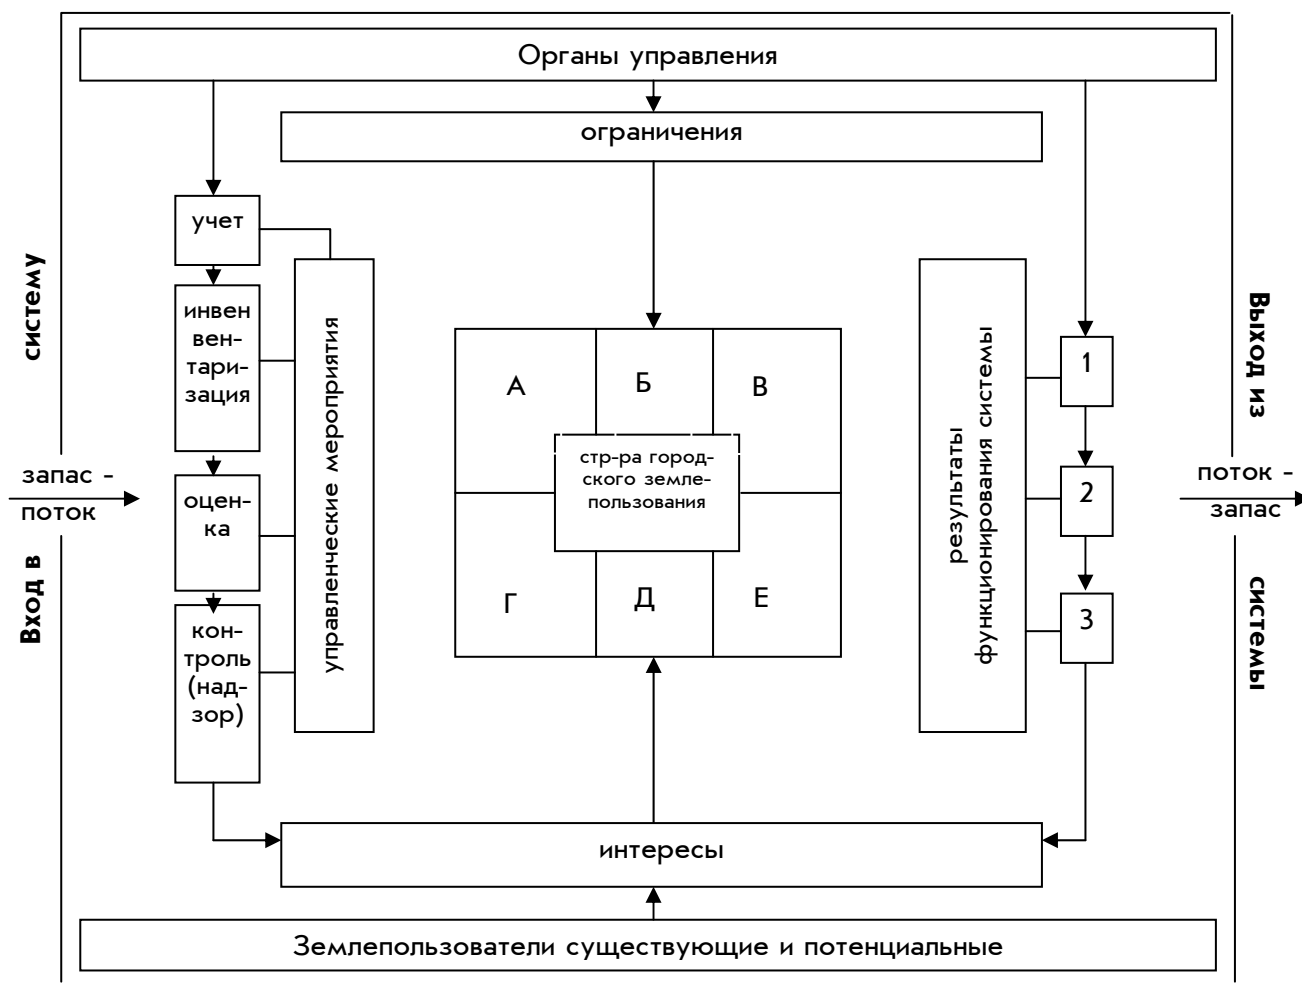 Органы управления
ограничения
учет
инвен
вен-
тари-
зация
оцен-
ка
кон-
троль
(над-
зор)
управленческие мероприятия
систему
запас -
поток
Вход в
А
Б
В
стр-ра город-
ского земле-
пользования
Г
Д
Е
результаты
функционирования системы
1
2
3
Выход из
поток -
запас
системы
интересы
Землепользователи существующие и потенциальные